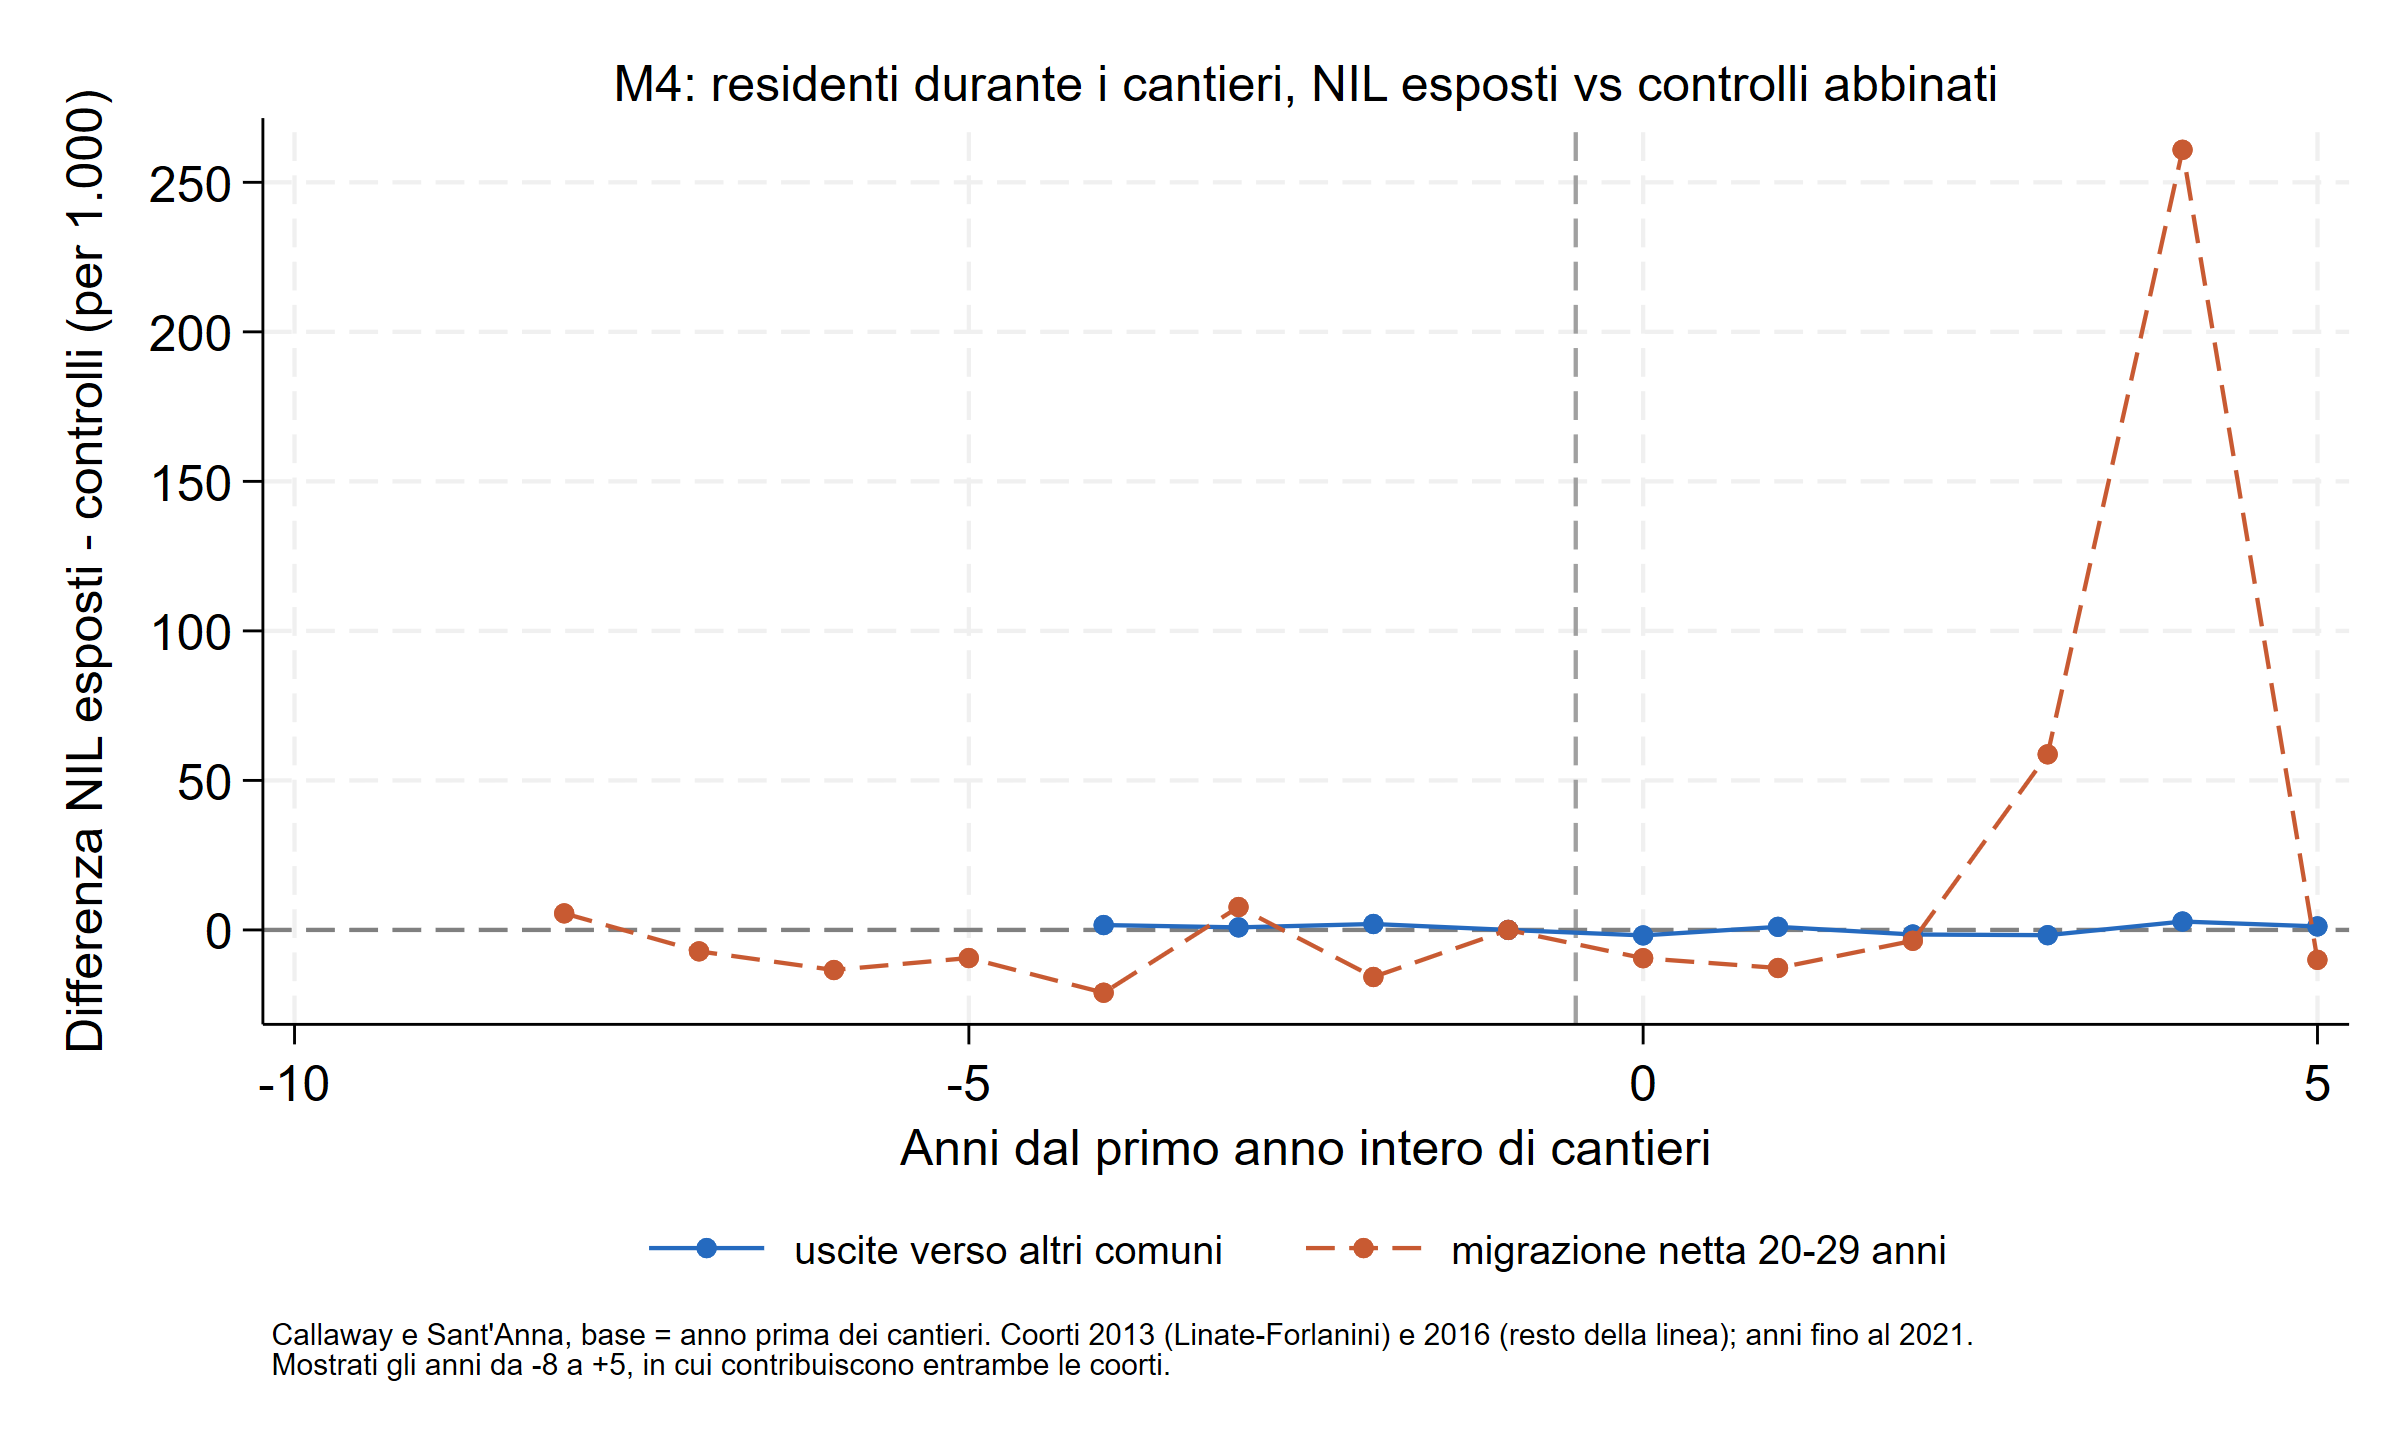 M4: residenti durante i cantieri, NIL esposti vs controlli abbinati
Differenza NIL esposti - controlli (per 1.000)
250
200
150
100
50
0
-10
-5
0
5
Anni dal primo anno intero di cantieri
uscite verso altri comuni
migrazione netta 20-29 anni
Callaway e Sant'Anna, base = anno prima dei cantieri. Coorti 2013 (Linate-Forlanini) e 2016 (resto della linea); anni fino al 2021.
Mostrati gli anni da -8 a +5, in cui contribuiscono entrambe le coorti.